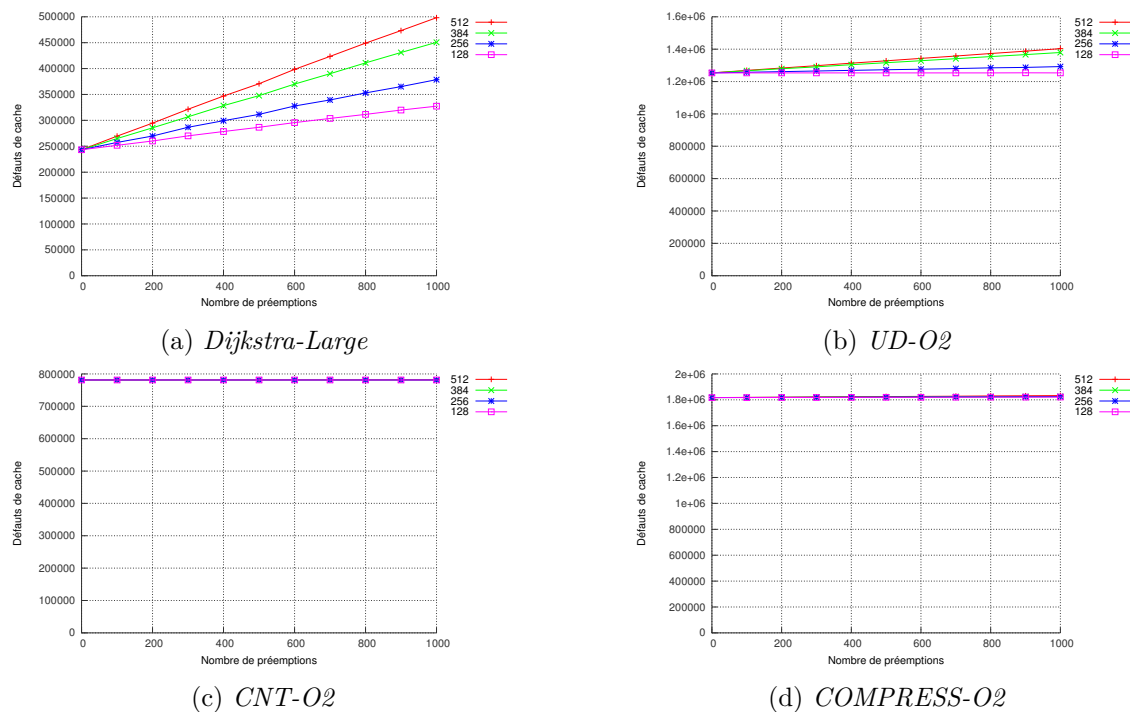 500000
450000
400000
350000
300000
250000
200000
150000
100000
50000
0
0 200 400 600 800 1000
Défauts de cache
Nombre de préemptions
512
384
256
128
(a) Dijkstra-Large
1.6e+06
1.4e+06
1.2e+06
1e+06
800000
600000
400000
200000
0
0 200 400 600 800 1000
Défauts de cache
Nombre de préemptions
512
384
256
128
(b) UD-O2
800000
700000
600000
500000
400000
300000
200000
100000
0
0 200 400 600 800 1000
Défauts de cache
Nombre de préemptions
512
384
256
128
(c) CNT-O2
2e+06
1.8e+06
1.6e+06
1.4e+06
1.2e+06
1e+06
800000
600000
400000
200000
0
0 200 400 600 800 1000
Défauts de cache
Nombre de préemptions
512
384
256
128
(d) COMPRESS-O2